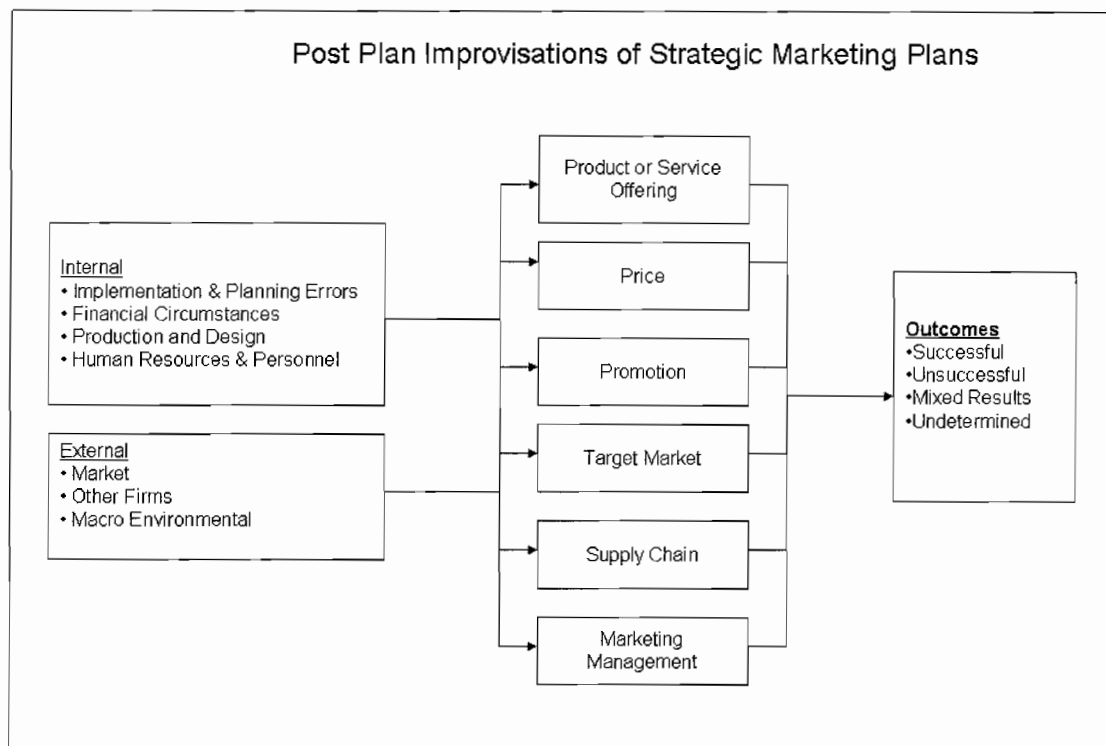 Post Plan Improvisations of Strategic Marketing Plans
Internal
• Implementation & Planning Errors
• Financial Circumstances
• Production and Design
• Human Resources & Personnel
External
• Market
• Other Firms
• Macro Environmental
Product or Service
Offering
Price
Promotion
Target Market
Supply Chain
Marketing
Management
Outcomes
•Successful
•Unsuccessful
•Mixed Results
•Undetermined